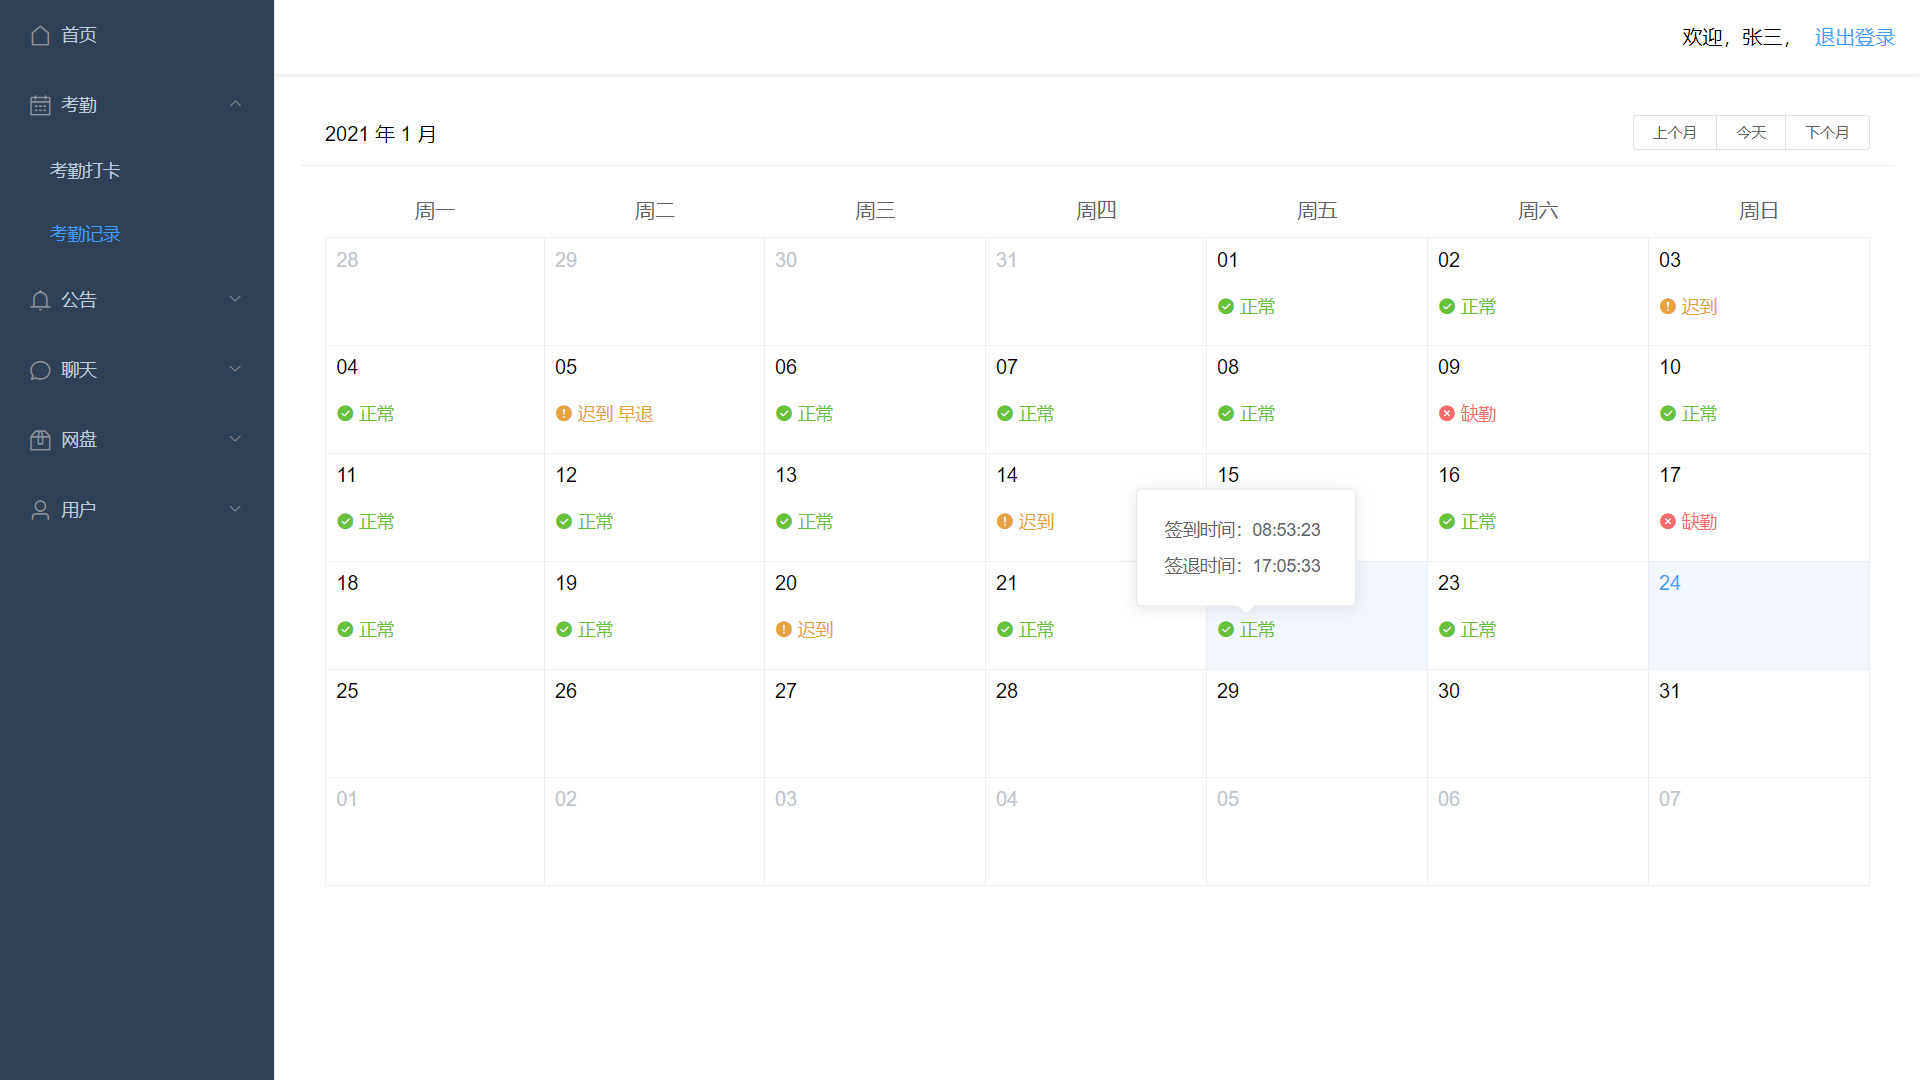 首页
考勤
考勤打卡
考勤记录
公告
聊天
网盘
用户
欢迎，张三， 退出登录
2021 年 1 月
上个月 今天 下个月
周一 周二 周三 周四 周五 周六 周日
28 29 30 31 01 02 03
正常 正常 迟到
04 05 06 07 08 09 10
正常 迟到 早退 正常 正常 正常 缺勤 正常
11 12 13 14 15 16 17
正常 正常 正常 迟到 正常 缺勤
签到时间：08:53:23
签退时间：17:05:33
18 19 20 21 23 24
正常 正常 迟到 正常 正常 正常
25 26 27 28 29 30 31
01 02 03 04 05 06 07